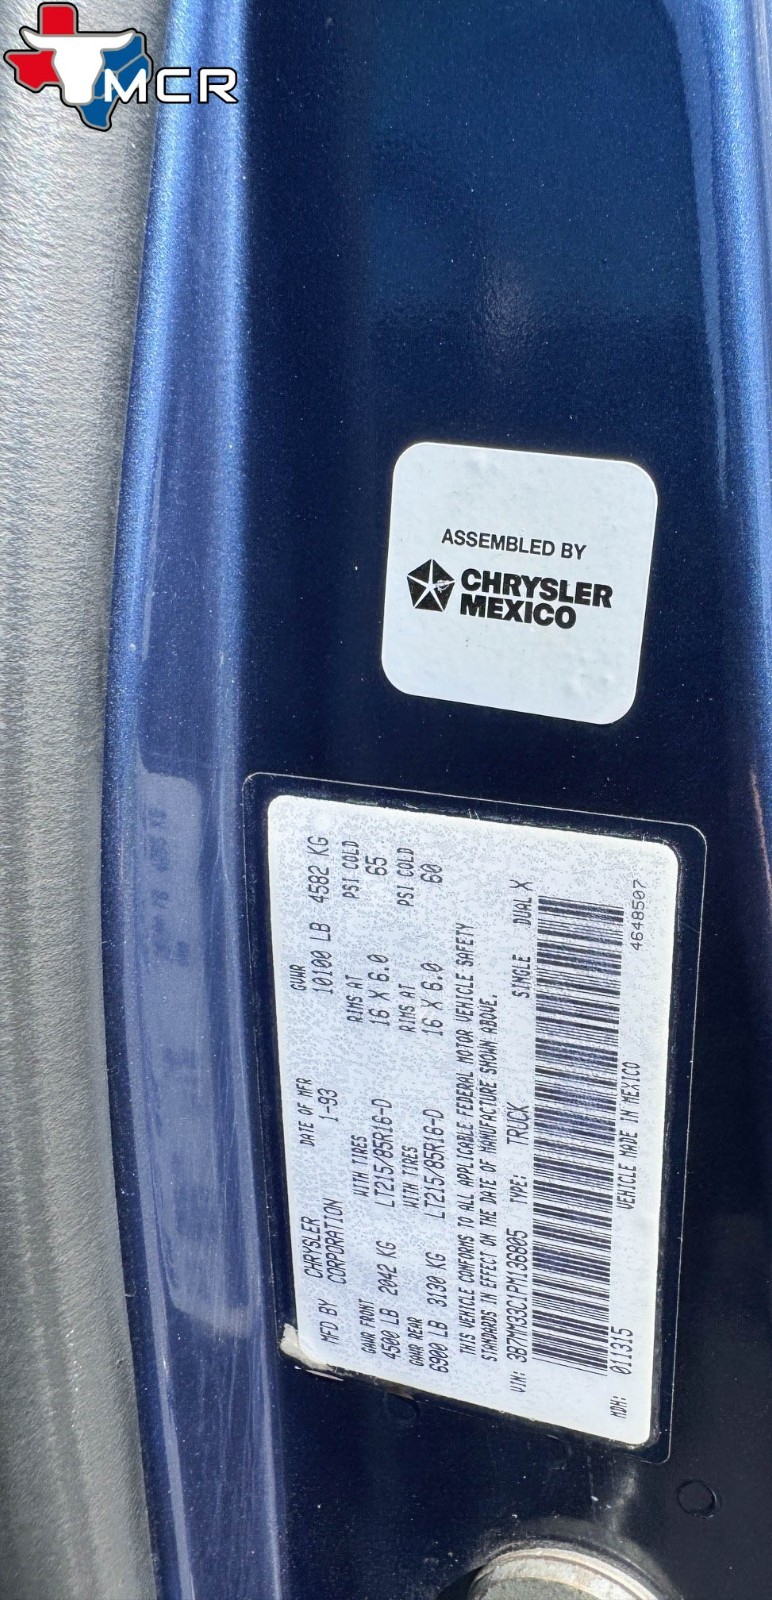 MCR
ASSEMBLED BY
CHRYSLER
MEXICO
MFD BY CHRYSLER CORPORATION DATE OF MFR 1-93 GVWR 10100 LB 4582 KG
GAWR FRONT WITH TIRES RIMS AT PSI COLD
4500 LB 2042 KG LT215/85R16-D 16 X 6.0 65
GAWR REAR WITH TIRES RIMS AT PSI COLD
6900 LB 3130 KG LT215/85R16-D 16 X 6.0 60
THIS VEHICLE CONFORMS TO ALL APPLICABLE FEDERAL MOTOR VEHICLE SAFETY
STANDARDS IN EFFECT ON THE DATE OF MANUFACTURE SHOWN ABOVE.
VIN: 3B7MM33C1PM136805 TYPE: TRUCK SINGLE DUAL X
MDH: 011315 VEHICLE MADE IN MEXICO 4648507